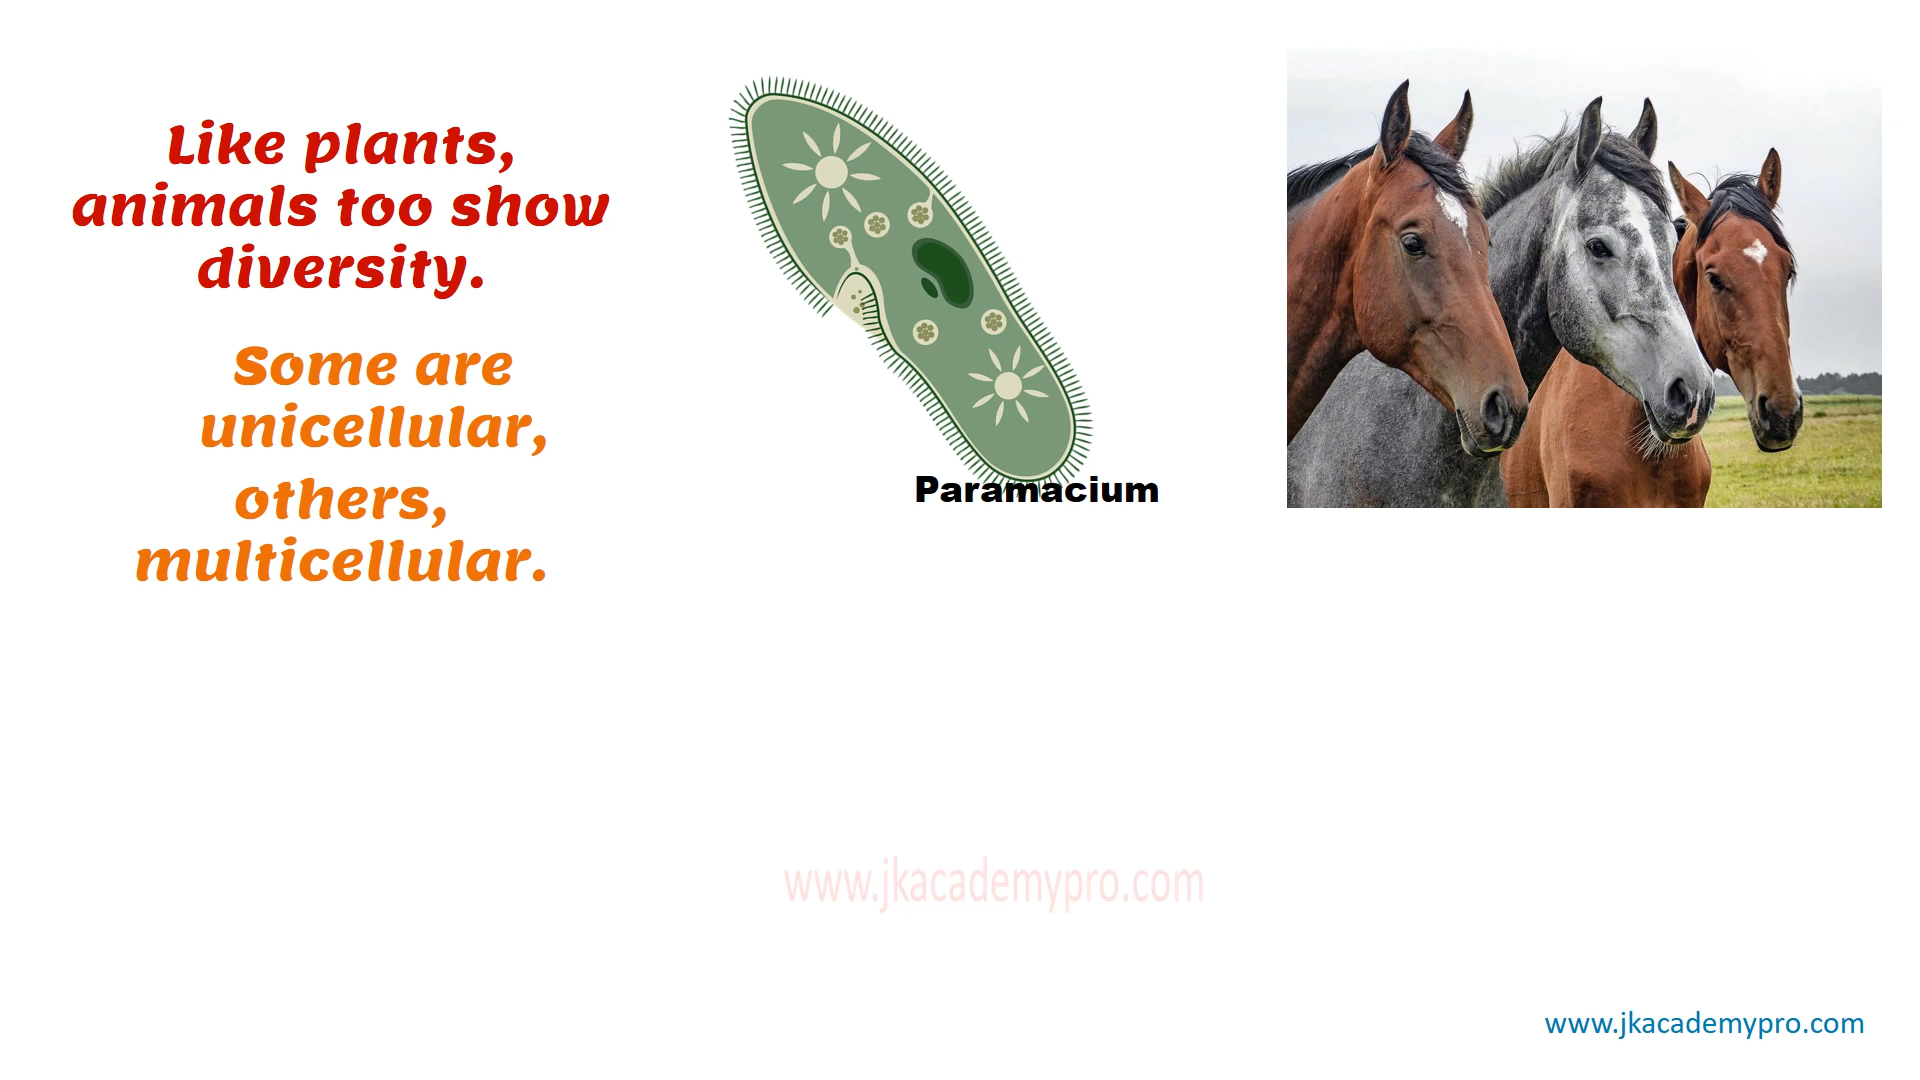 Like plants,
animals too show
diversity.
Some are
unicellular,
others,
multicellular.
Paramacium
www.jkacademypro.com
www.jkacademypro.com